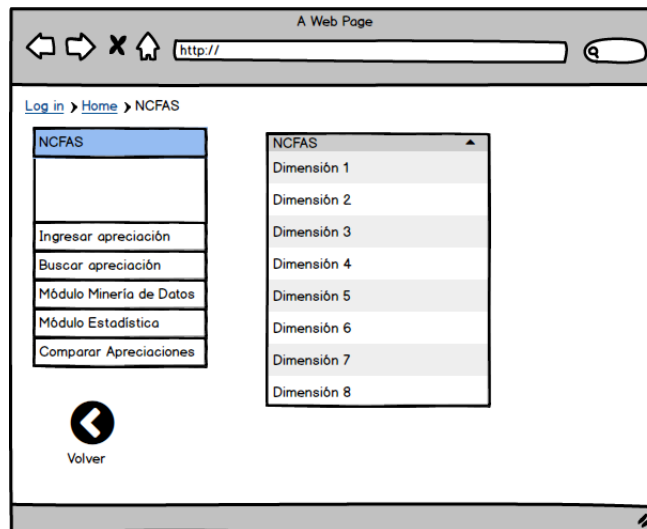 A Web Page
http://
Log in > Home > NCFAS
NCFAS
Ingresar apreciación
Buscar apreciación
Módulo Minería de Datos
Módulo Estadística
Comparar Apreciaciones
Volver
NCFAS
Dimensión 1
Dimensión 2
Dimensión 3
Dimensión 4
Dimensión 5
Dimensión 6
Dimensión 7
Dimensión 8